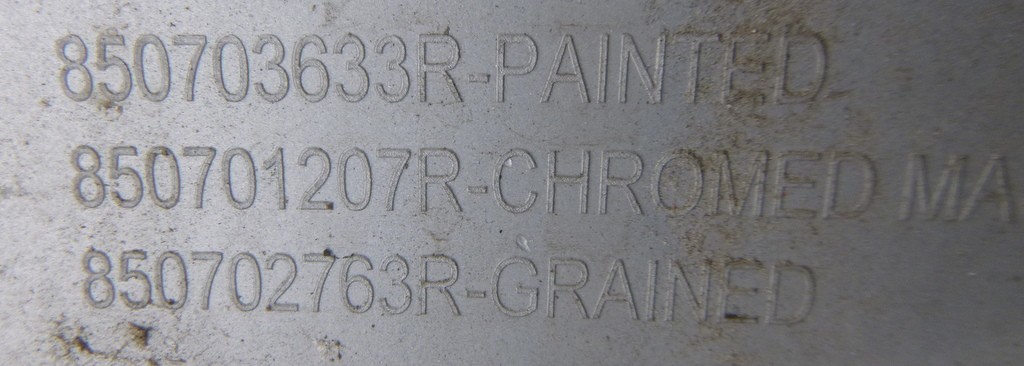 850703633R-PAINTED
850701207R-CHROMED MA
850702763R-GRAINED